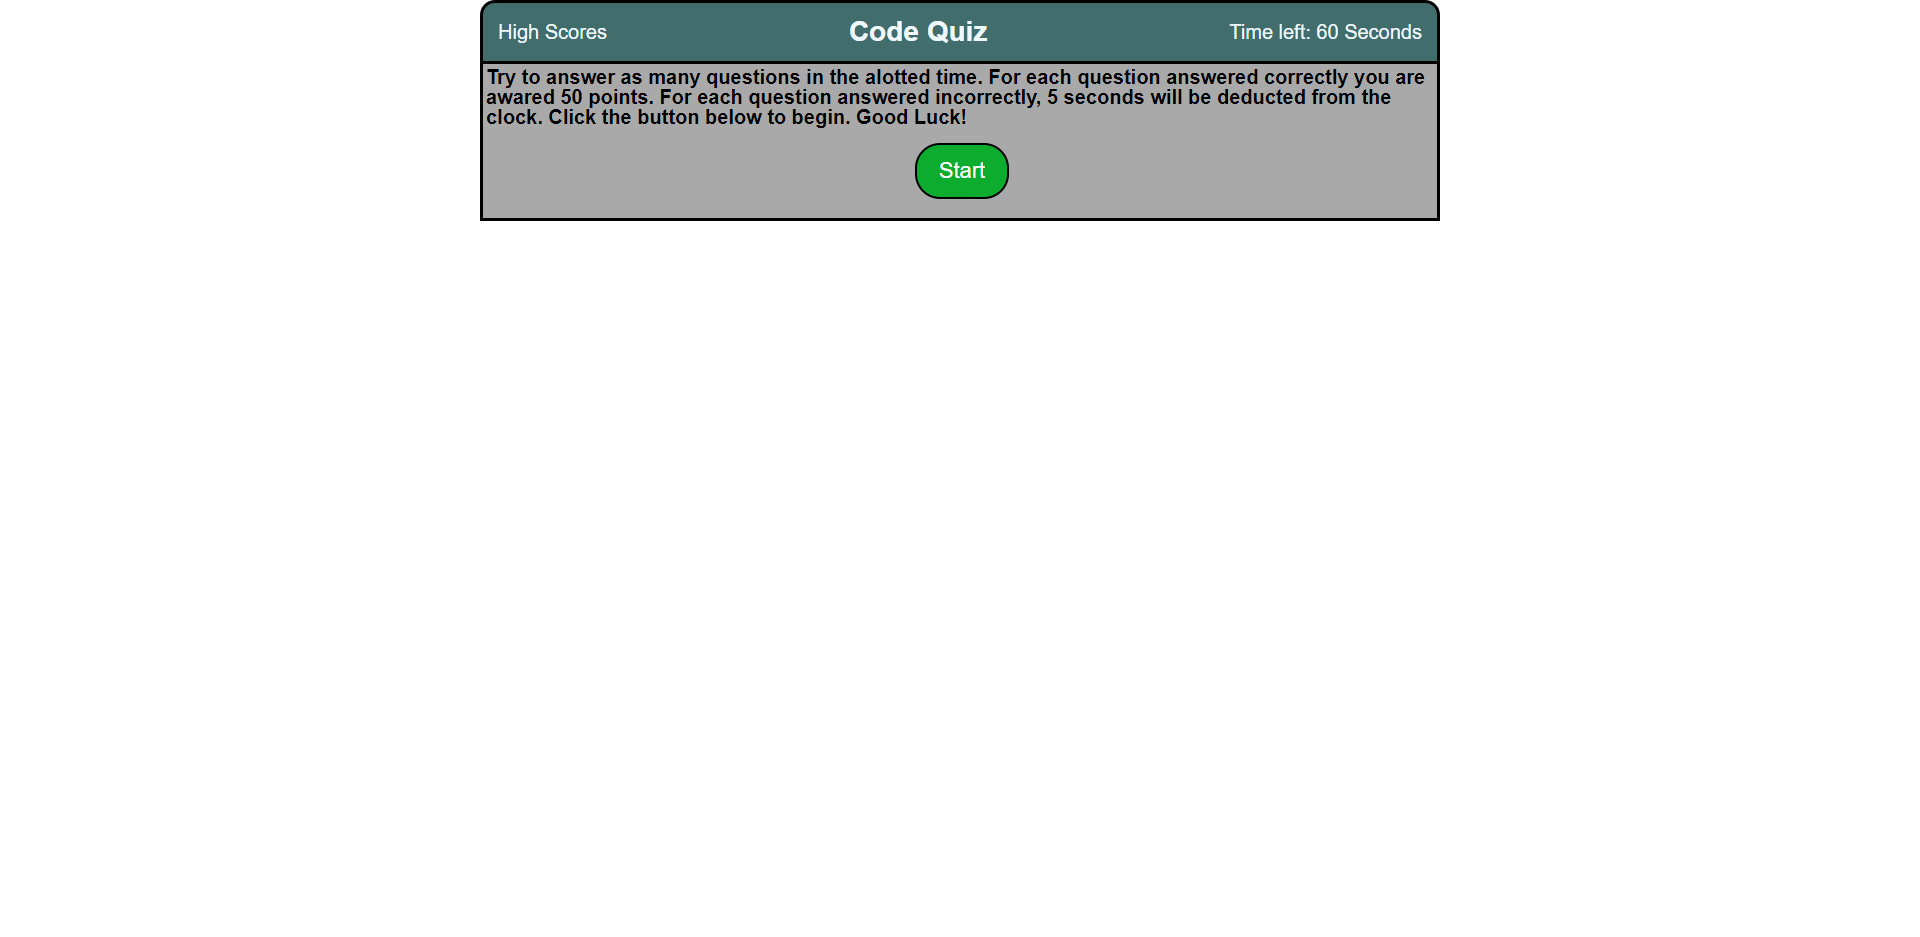 High Scores
Code Quiz
Time left: 60 Seconds
Try to answer as many questions in the alotted time. For each question answered correctly you are
awared 50 points. For each question answered incorrectly, 5 seconds will be deducted from the
clock. Click the button below to begin. Good Luck!
Start